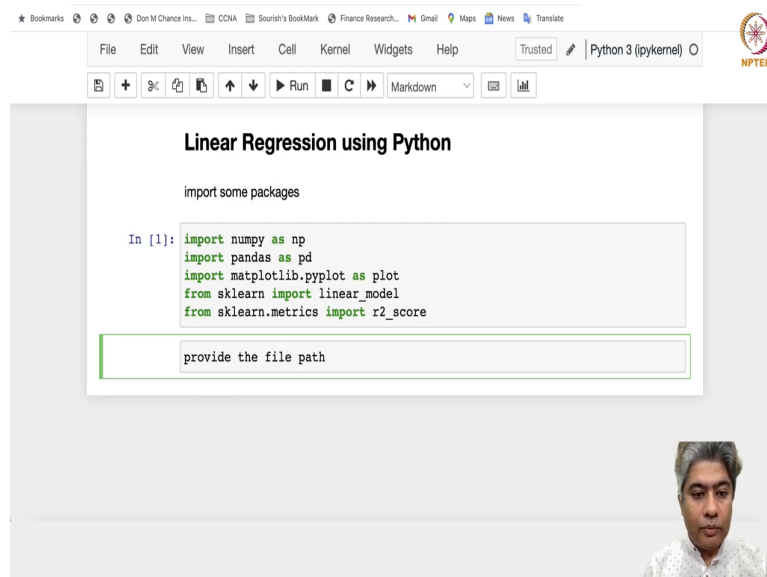 Bookmarks Don M Chance Ins... CCNA Sourish's BookMark Finance Research... Gmail Maps News Translate
File Edit View Insert Cell Kernel Widgets Help Trusted Python 3 (ipykernel)
Run Markdown
NPTEL
Linear Regression using Python
import some packages
In [1]: import numpy as np
import pandas as pd
import matplotlib.pyplot as plot
from sklearn import linear_model
from sklearn.metrics import r2_score
provide the file path